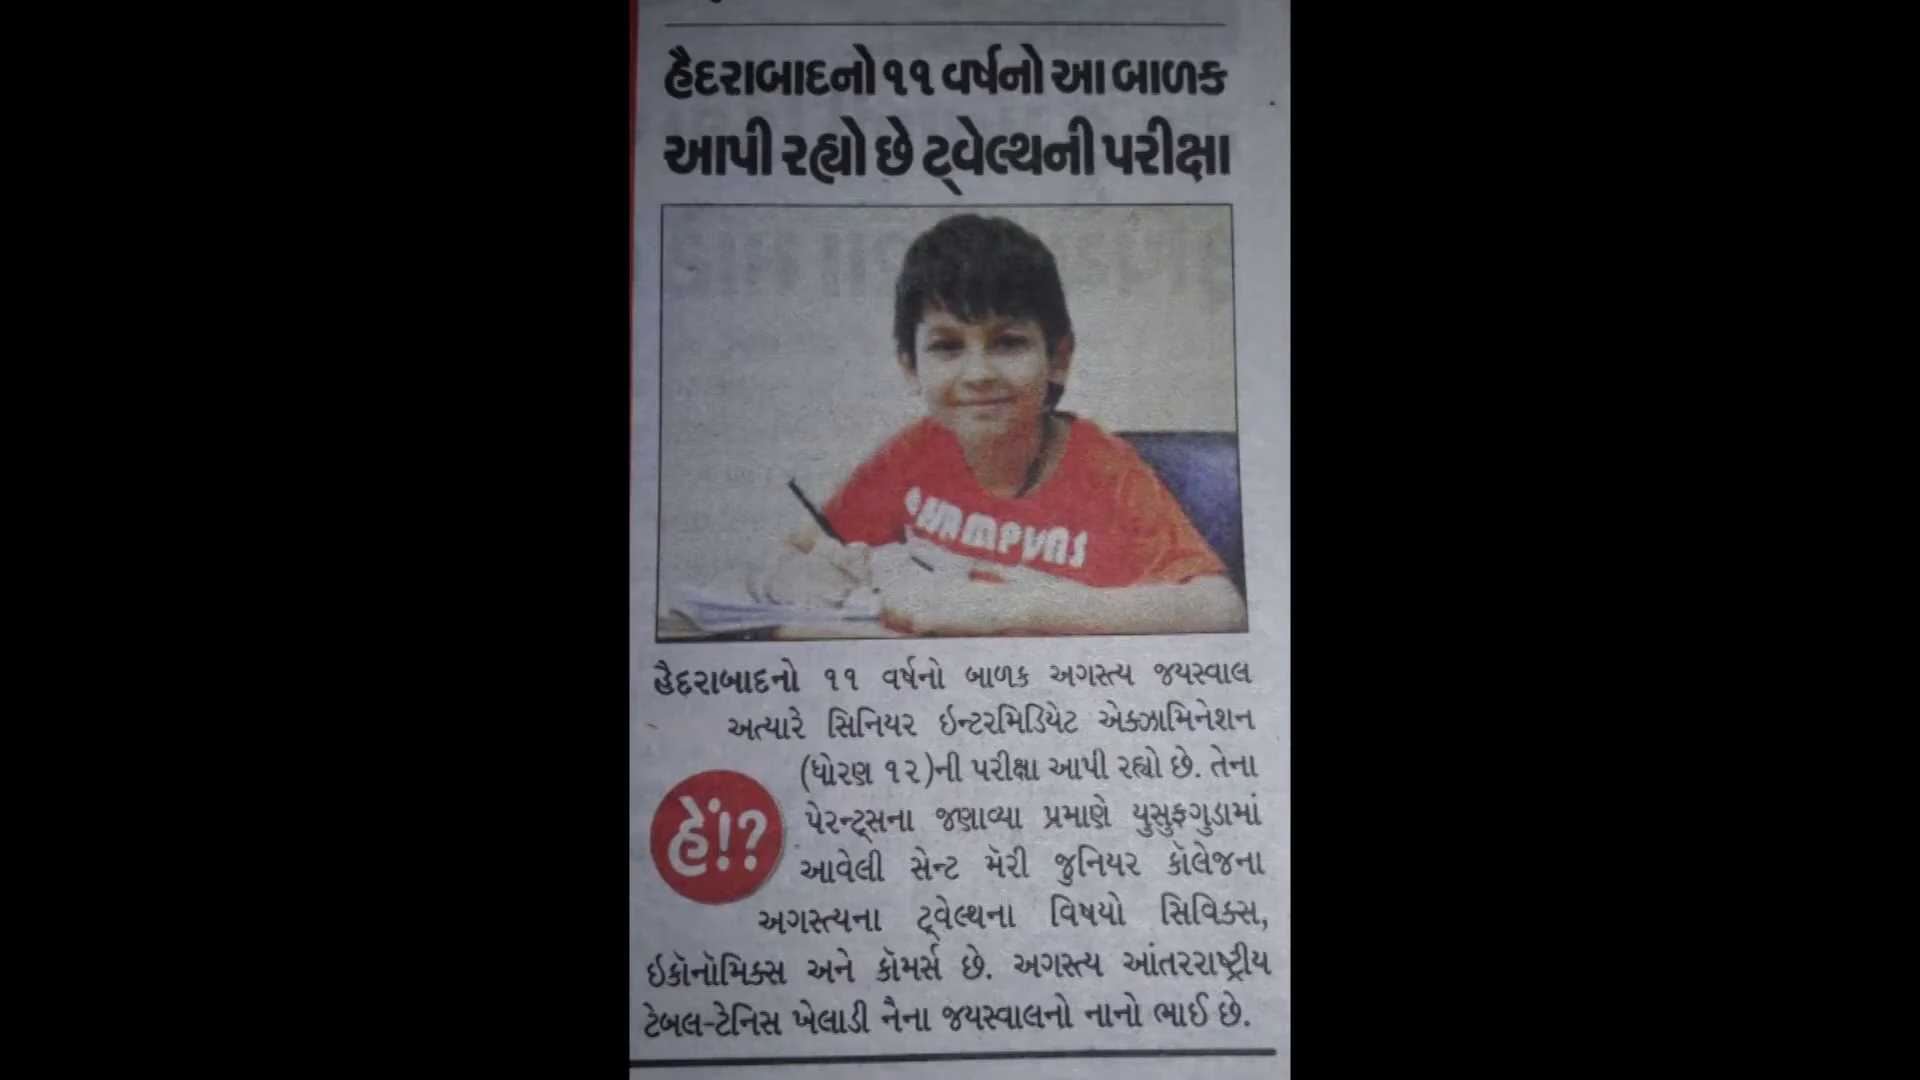 હૈદરાબાદનો ૧૧ વર્ષનો આ બાળક
આપી રહ્યો છે ટ્વેલ્થની પરીક્ષા
હૈદરાબાદનો ૧૧ વર્ષનો બાળક અગસ્ત્ય જયસ્વાલ
અત્યારે સિનિયર ઇન્ટરમિડિયેટ એક્ઝામિનેશન
(ધોરણ ૧૨)ની પરીક્ષા આપી રહ્યો છે. તેના
હેં!?
પેરન્ટ્સના જણાવ્યા પ્રમાણે યુસુફગુડામાં
આવેલી સેન્ટ મૅરી જુનિયર કૉલેજના
અગસ્ત્યના ટ્વેલ્થના વિષયો સિવિક્સ,
ઇકૉનૉમિક્સ અને કૉમર્સ છે. અગસ્ત્ય આંતરરાષ્ટ્રીય
ટેબલ-ટેનિસ ખેલાડી નૈના જયસ્વાલનો નાનો ભાઈ છે.